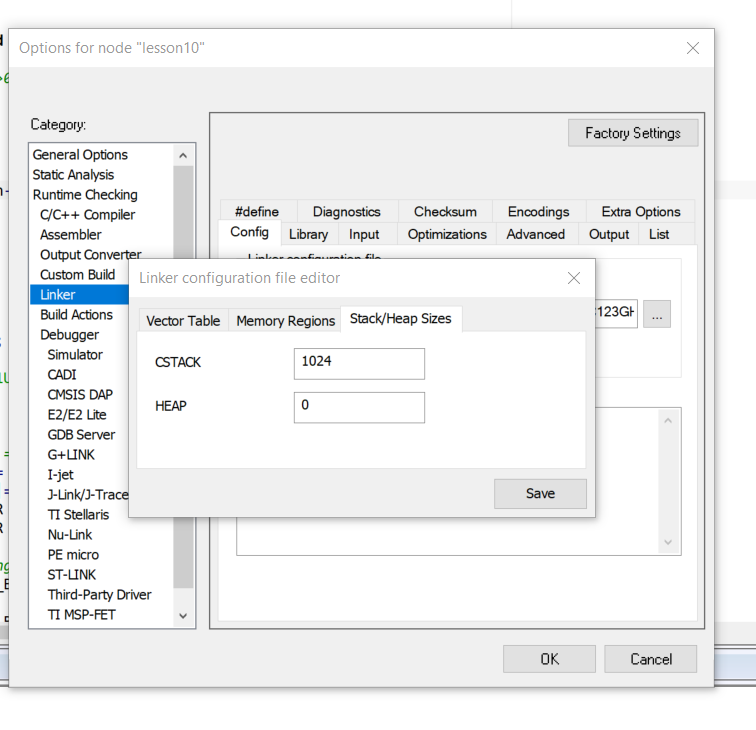 Options for node "lesson10"
Category:
Factory Settings
General Options
Static Analysis
Runtime Checking
C/C++ Compiler
Assembler
Output Converter
Custom Build
Linker
Build Actions
Debugger
Simulator
CADI
CMSIS DAP
E2/E2 Lite
GDB Server
G+LINK
I-jet
J-Link/J-Trace
TI Stellaris
Nu-Link
PE micro
ST-LINK
Third-Party Driver
TI MSP-FET
#define Diagnostics Checksum Encodings Extra Options
Config Library Input Optimizations Advanced Output List
Linker configuration file
...
Linker configuration file editor
Vector Table Memory Regions Stack/Heap Sizes
CSTACK 1024
HEAP 0
Save
OK Cancel